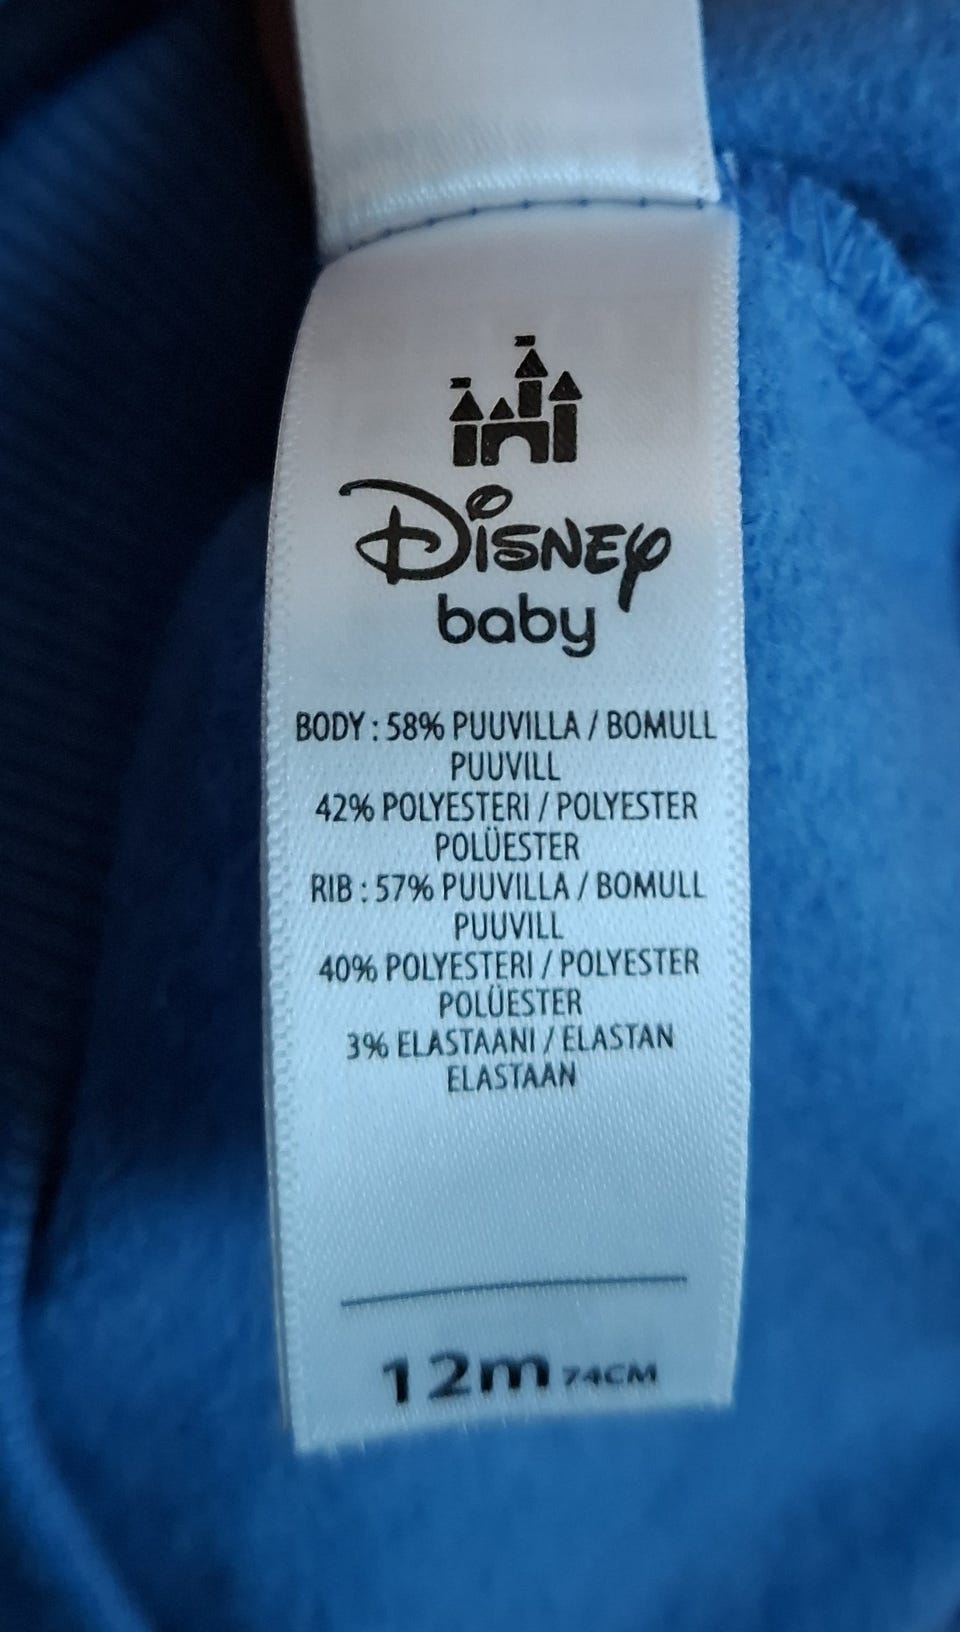 Disney
baby
BODY : 58% PUUVILLA / BOMULL
PUUVILL
42% POLYESTERI / POLYESTER
POLÜESTER
RIB : 57% PUUVILLA / BOMULL
PUUVILL
40% POLYESTERI / POLYESTER
POLÜESTER
3% ELASTAANI / ELASTAN
ELASTAAN
12m 74CM